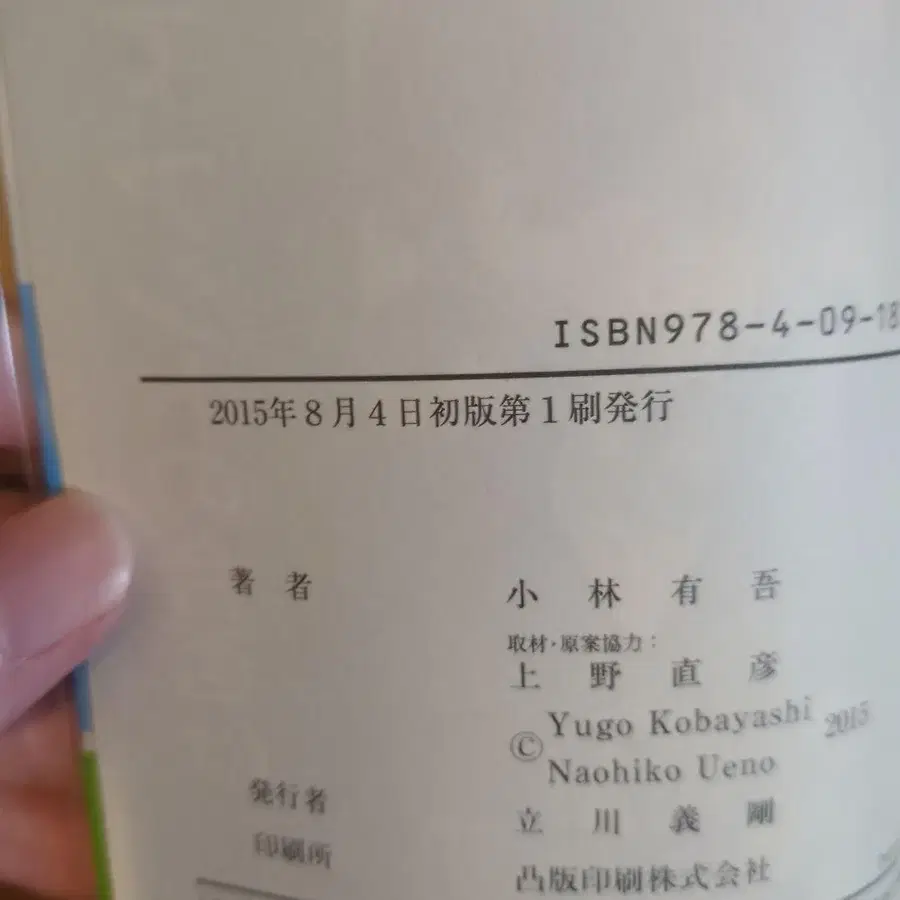 ISBN978-4-09-18
2015年8月4日初版第1刷発行
著者 小林有吾
取材・原案協力：
上野直彦
© Yugo Kobayashi 2015
Naohiko Ueno
発行者 立川義剛
印刷所 凸版印刷株式会社